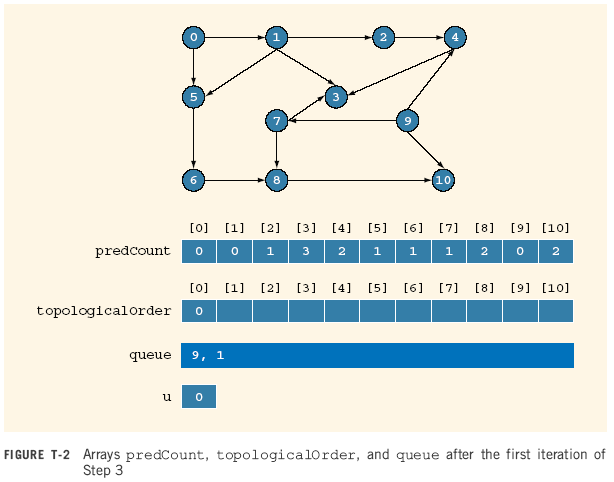 0 1 2 4
5 3
7 9
6 8 10
[0] [1] [2] [3] [4] [5] [6] [7] [8] [9] [10]
predCount 0 0 1 3 2 1 1 1 2 0 2
[0] [1] [2] [3] [4] [5] [6] [7] [8] [9] [10]
topologicalOrder 0
queue 9, 1
u 0
FIGURE T-2 Arrays predCount, topologicalOrder, and queue after the first iteration of
Step 3